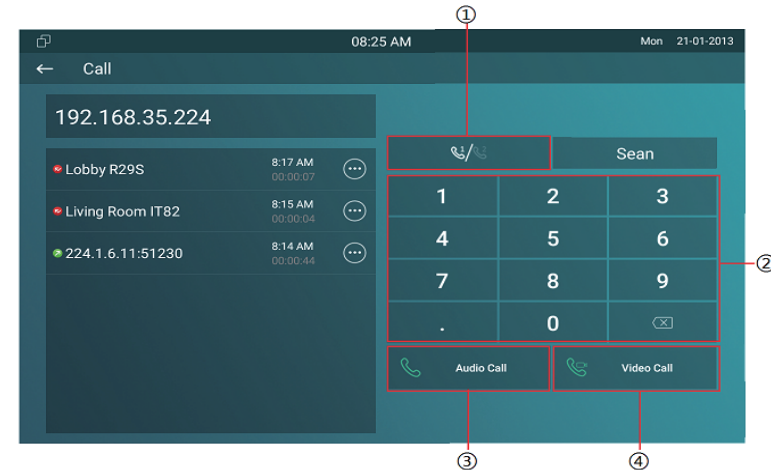 ①
08:25 AM Mon 21-01-2013
Call
192.168.35.224
Lobby R29S 8:17 AM
00:00:07
Living Room IT82 8:15 AM
00:00:04
224.1.6.11:51230 8:14 AM
00:00:44
1/2 Sean
1 2 3
4 5 6
7 8 9
. 0
②
Audio Call Video Call
③ ④